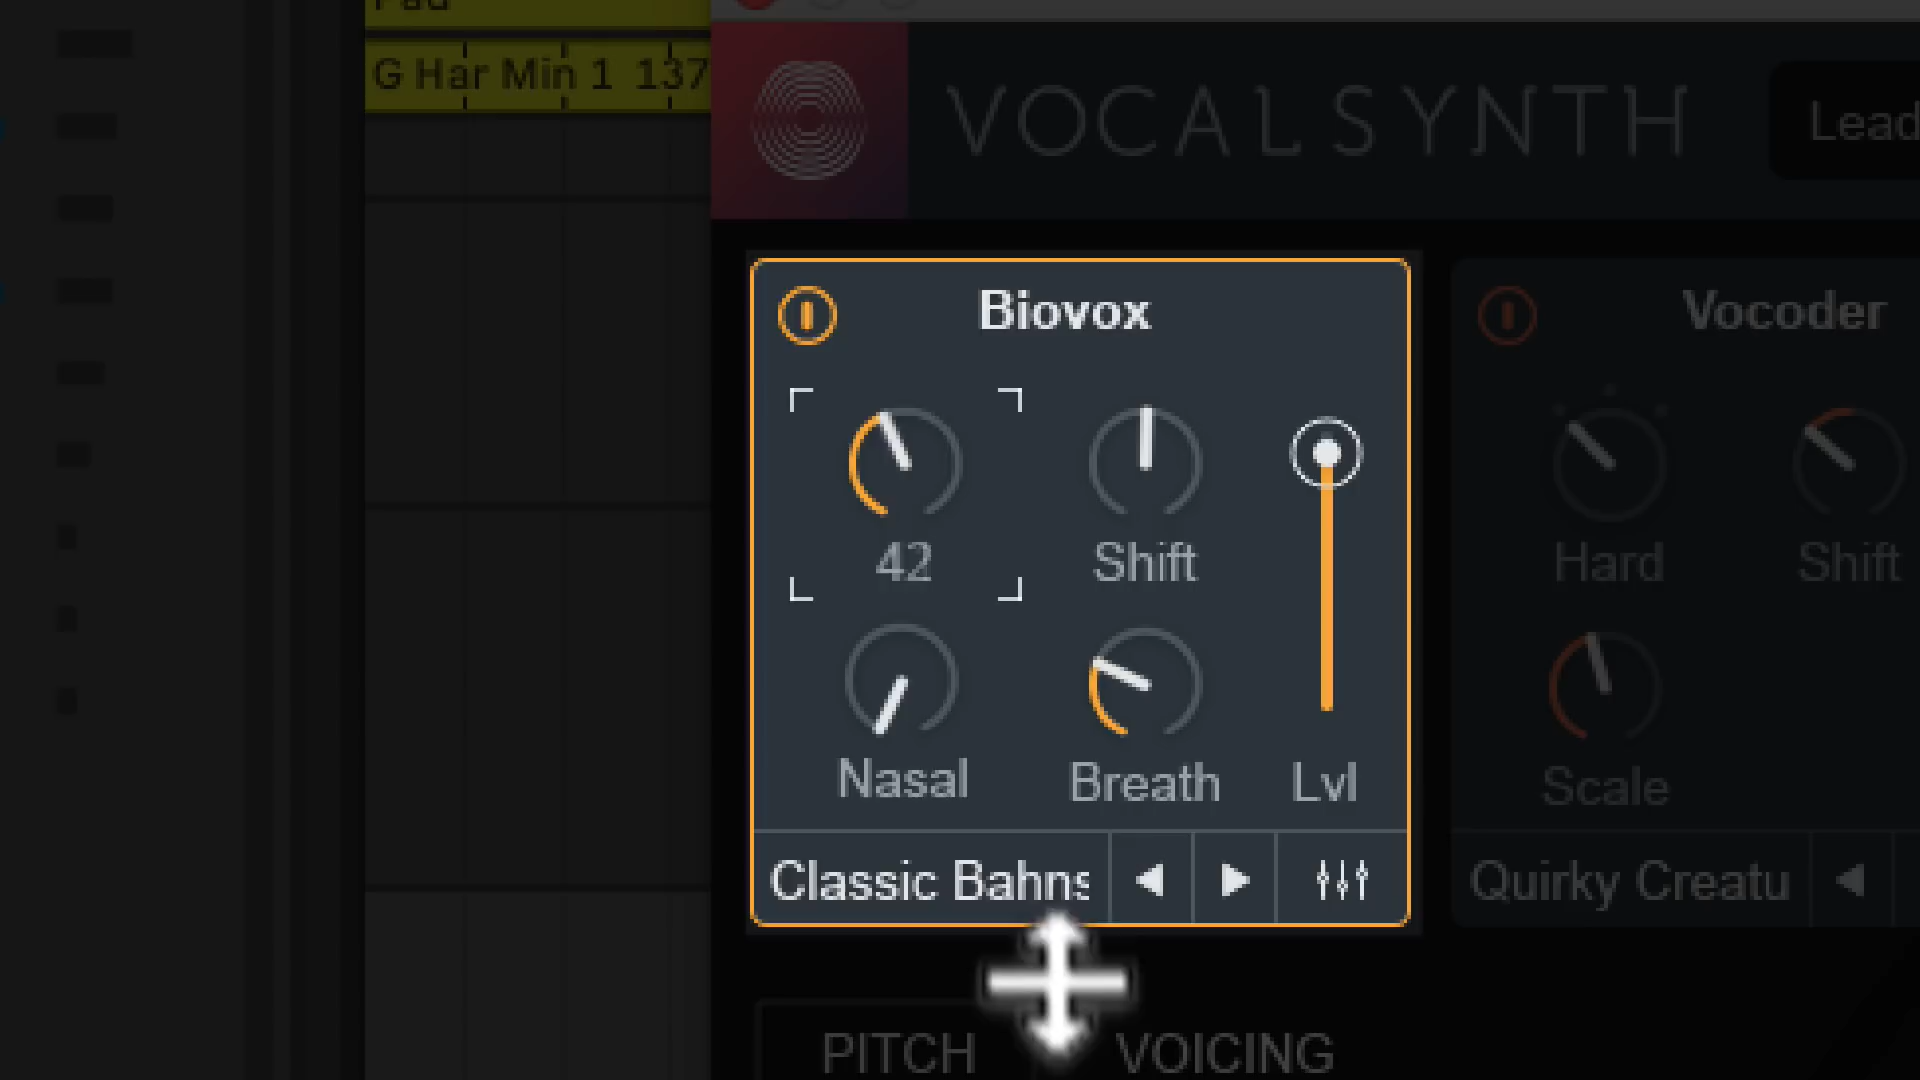 Pad
G Har Min 1 137
VOCALSYNTH
Lead
Biovox
Vocoder
42
Shift
Hard
Shift
Nasal
Breath
Lvl
Scale
Classic Bahns
Quirky Creatu
PITCH
VOICING